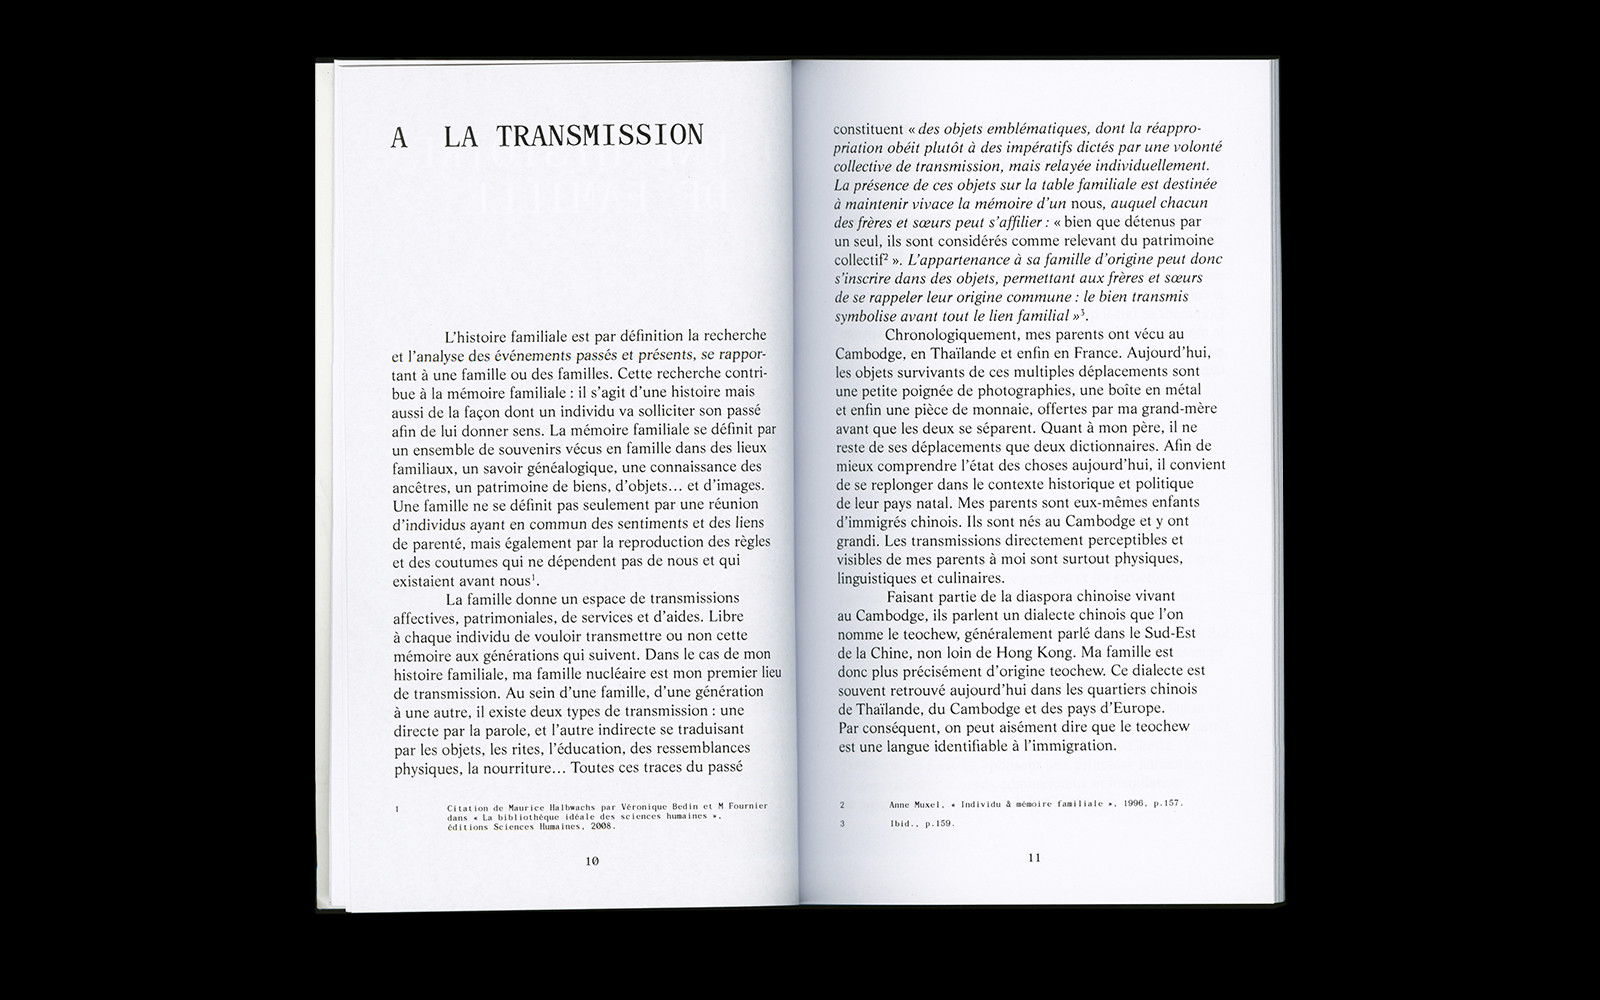 A LA TRANSMISSION
L'histoire familiale est par définition la recherche
et l'analyse des événements passés et présents, se rappor-
tant à une famille ou des familles. Cette recherche contri-
bue à la mémoire familiale : il s'agit d'une histoire mais
aussi de la façon dont un individu va solliciter son passé
afin de lui donner sens. La mémoire familiale se définit par
un ensemble de souvenirs vécus en famille dans des lieux
familiaux, un savoir généalogique, une connaissance des
ancêtres, un patrimoine de biens, d'objets… et d'images.
Une famille ne se définit pas seulement par une réunion
d'individus ayant en commun des sentiments et des liens
de parenté, mais également par la reproduction des règles
et des coutumes qui ne dépendent pas de nous et qui
existaient avant nous¹.
La famille donne un espace de transmissions
affectives, patrimoniales, de services et d'aides. Libre
à chaque individu de vouloir transmettre ou non cette
mémoire aux générations qui suivent. Dans le cas de mon
histoire familiale, ma famille nucléaire est mon premier lieu
de transmission. Au sein d'une famille, d'une génération
à une autre, il existe deux types de transmission : une
directe par la parole, et l'autre indirecte se traduisant
par les objets, les rites, l'éducation, des ressemblances
physiques, la nourriture… Toutes ces traces du passé
1 Citation de Maurice Halbwachs par Véronique Bedin et M Fournier
dans « La bibliothèque idéale des sciences humaines »,
éditions Sciences Humaines, 2008.
10
constituent « des objets emblématiques, dont la réappro-
priation obéit plutôt à des impératifs dictés par une volonté
collective de transmission, mais relayée individuellement.
La présence de ces objets sur la table familiale est destinée
à maintenir vivace la mémoire d'un nous, auquel chacun
des frères et sœurs peut s'affilier : « bien que détenus par
un seul, ils sont considérés comme relevant du patrimoine
collectif² ». L'appartenance à sa famille d'origine peut donc
s'inscrire dans des objets, permettant aux frères et sœurs
de se rappeler leur origine commune : le bien transmis
symbolise avant tout le lien familial »³.
Chronologiquement, mes parents ont vécu au
Cambodge, en Thaïlande et enfin en France. Aujourd'hui,
les objets survivants de ces multiples déplacements sont
une petite poignée de photographies, une boîte en métal
et enfin une pièce de monnaie, offertes par ma grand-mère
avant que les deux se séparent. Quant à mon père, il ne
reste de ses déplacements que deux dictionnaires. Afin de
mieux comprendre l'état des choses aujourd'hui, il convient
de se replonger dans le contexte historique et politique
de leur pays natal. Mes parents sont eux-mêmes enfants
d'immigrés chinois. Ils sont nés au Cambodge et y ont
grandi. Les transmissions directement perceptibles et
visibles de mes parents à moi sont surtout physiques,
linguistiques et culinaires.
Faisant partie de la diaspora chinoise vivant
au Cambodge, ils parlent un dialecte chinois que l'on
nomme le teochew, généralement parlé dans le Sud-Est
de la Chine, non loin de Hong Kong. Ma famille est
donc plus précisément d'origine teochew. Ce dialecte est
souvent retrouvé aujourd'hui dans les quartiers chinois
de Thaïlande, du Cambodge et des pays d'Europe.
Par conséquent, on peut aisément dire que le teochew
est une langue identifiable à l'immigration.
2 Anne Muxel, « Individu & mémoire familiale », 1996, p.157.
3 Ibid., p.159.
11